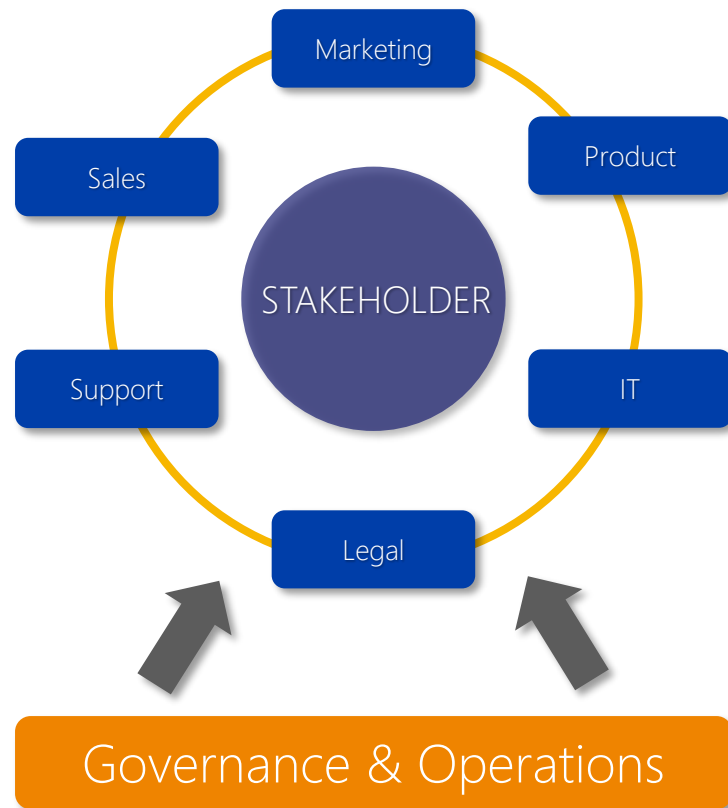 Marketing
Product
Sales
STAKEHOLDER
Support
IT
Legal
Governance & Operations